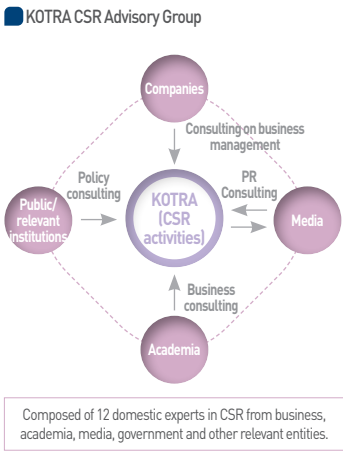 KOTRA CSR Advisory Group
Companies
Consulting on business
management
Policy
consulting
PR
Consulting
Public/
relevant
institutions
KOTRA
(CSR
activities)
Media
Business
consulting
Academia
Composed of 12 domestic experts in CSR from business,
academia, media, government and other relevant entities.